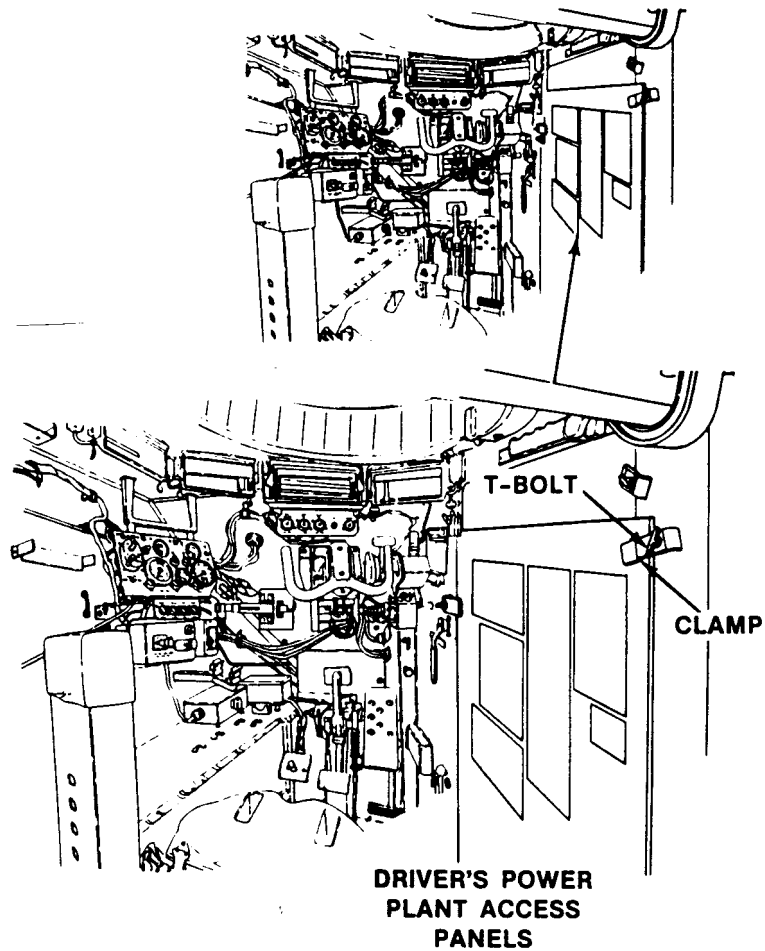 T-BOLT
CLAMP
DRIVER'S POWER
PLANT ACCESS
PANELS